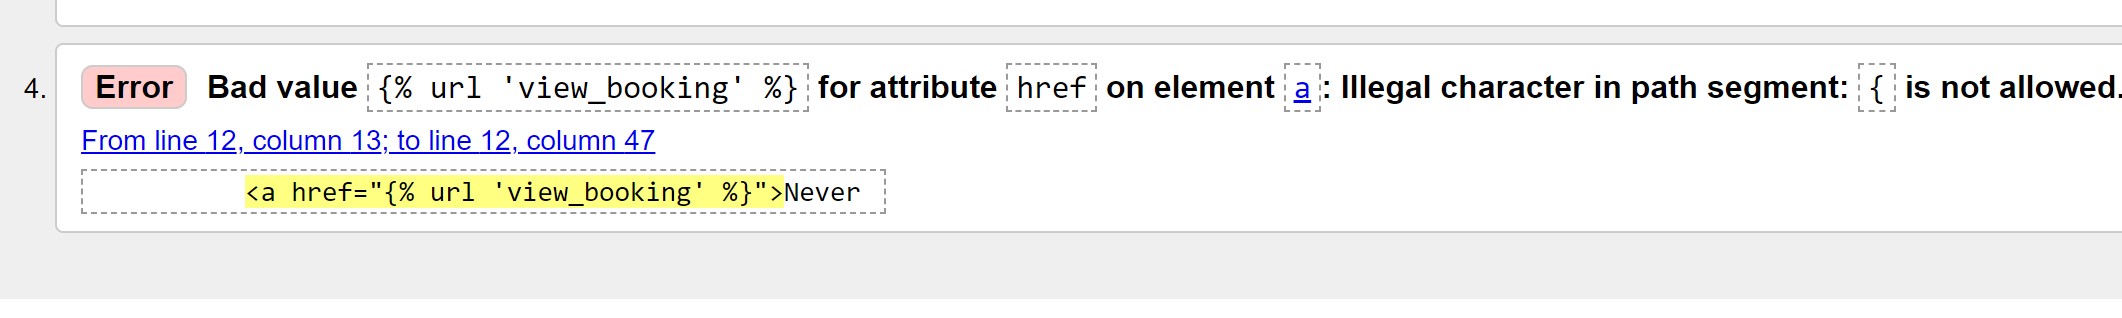 4. Error Bad value {% url 'view_booking' %} for attribute href on element a: Illegal character in path segment: { is not allowed.
From line 12, column 13; to line 12, column 47
<a href="{% url 'view_booking' %}">Never